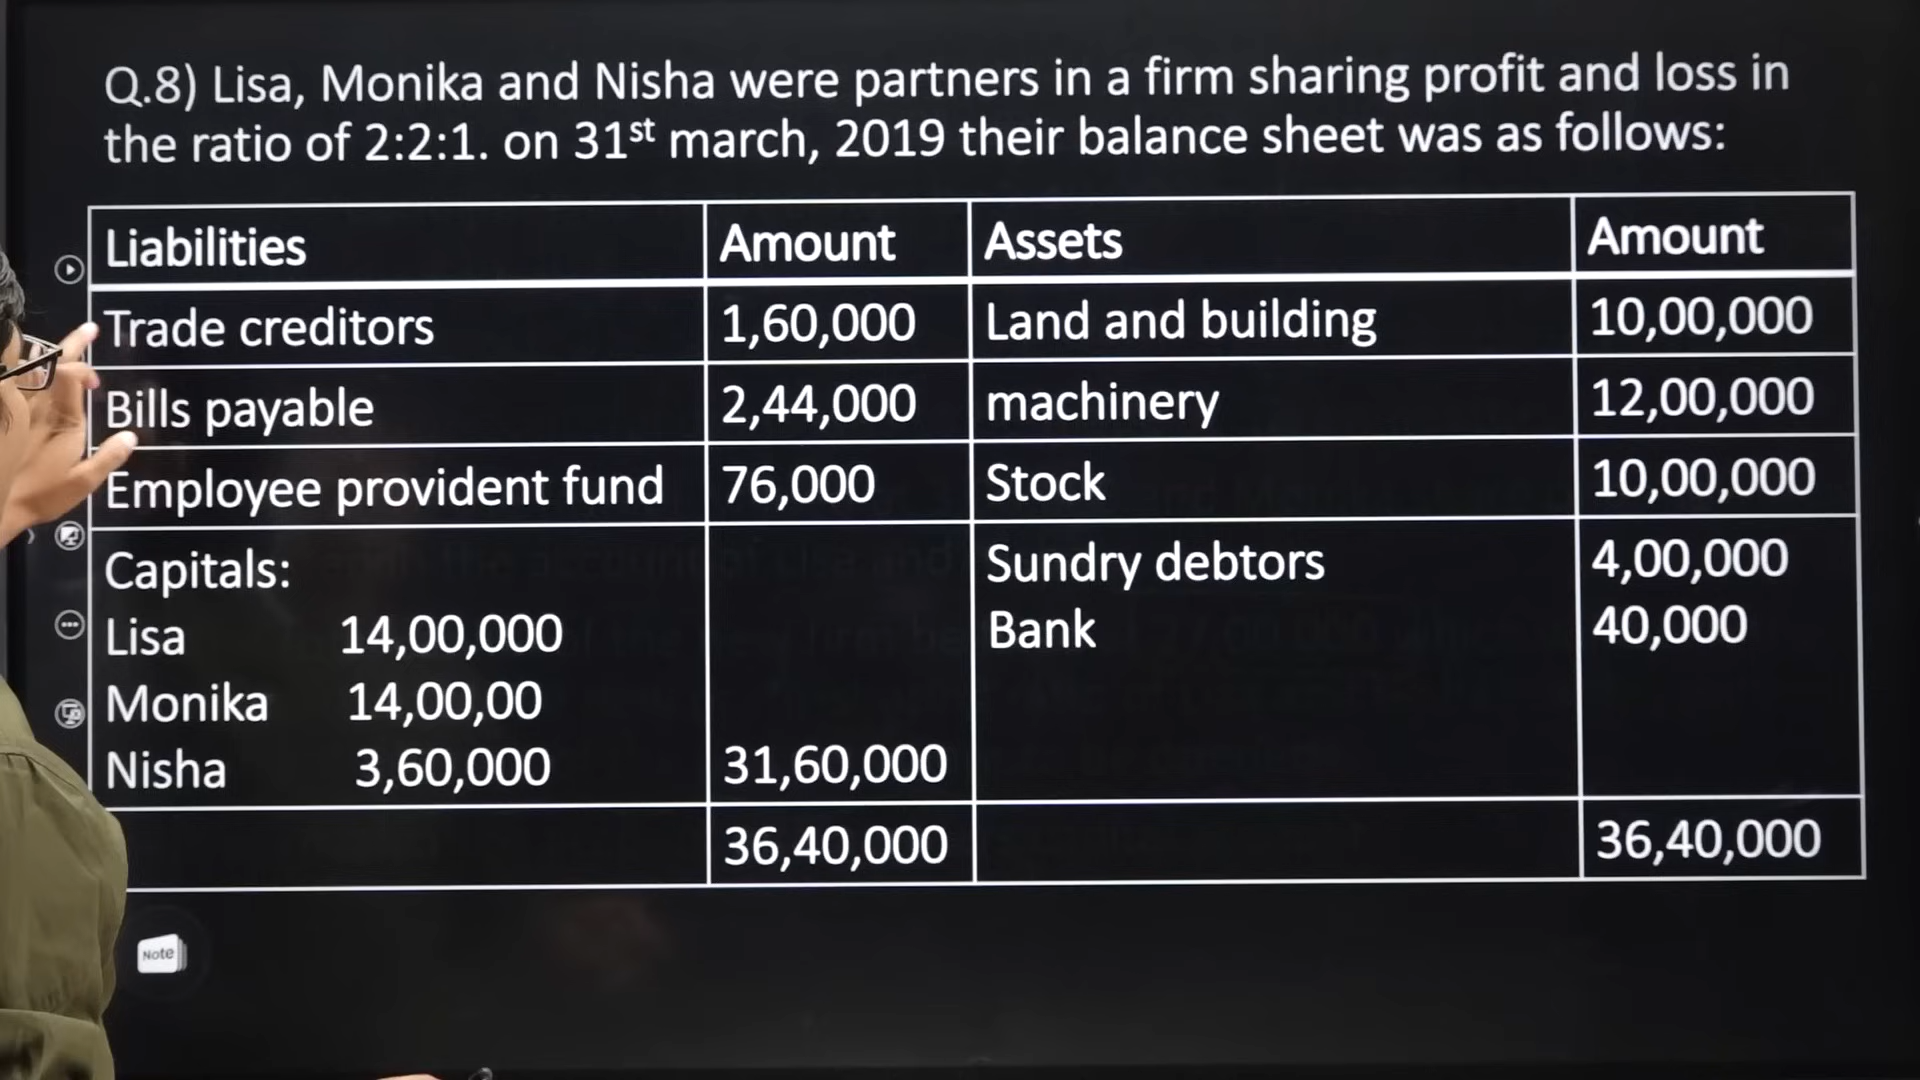 Q.8) Lisa, Monika and Nisha were partners in a firm sharing profit and loss in
the ratio of 2:2:1. on 31st march, 2019 their balance sheet was as follows:
Liabilities Amount Assets Amount
Trade creditors 1,60,000 Land and building 10,00,000
Bills payable 2,44,000 machinery 12,00,000
Employee provident fund 76,000 Stock 10,00,000
Capitals: Sundry debtors 4,00,000
Lisa 14,00,000 Bank 40,000
Monika 14,00,00
Nisha 3,60,000 31,60,000
36,40,000 36,40,000
Note